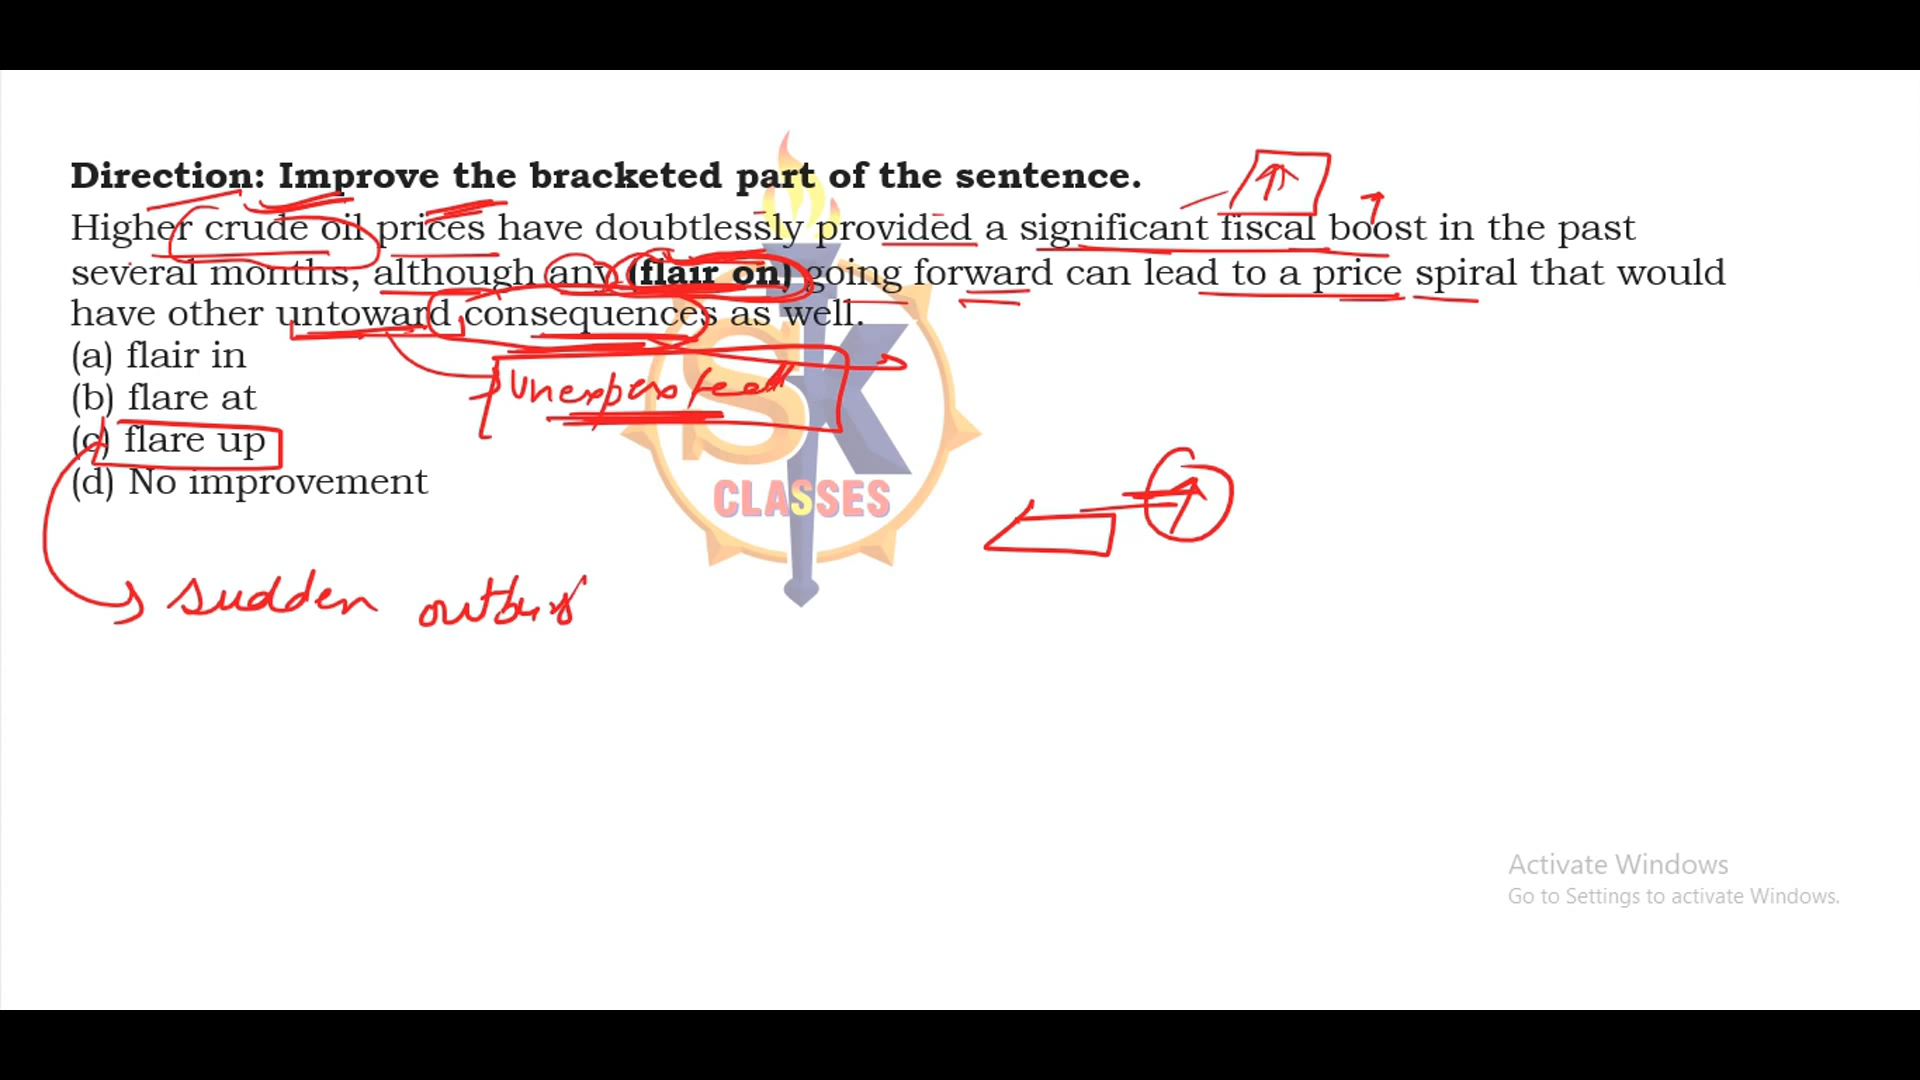 Direction: Improve the bracketed part of the sentence.
Higher crude oil prices have doubtlessly provided a significant fiscal boost in the past
several months, although any (flair on) going forward can lead to a price spiral that would
have other untoward consequences as well.
(a) flair in
(b) flare at
(c) flare up
(d) No improvement
SK
CLASSES
sudden
Activate Windows
Go to Settings to activate Windows.